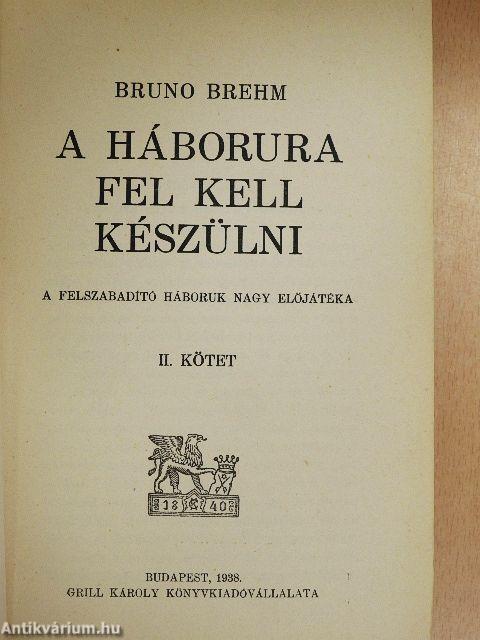 BRUNO BREHM
A HÁBORURA
FEL KELL
KÉSZÜLNI
A FELSZABADÍTÓ HÁBORUK NAGY ELŐJÁTÉKA
II. KÖTET
18 40
BUDAPEST, 1938.
GRILL KÁROLY KÖNYVKIADÓVÁLLALATA
Antikvárium.hu